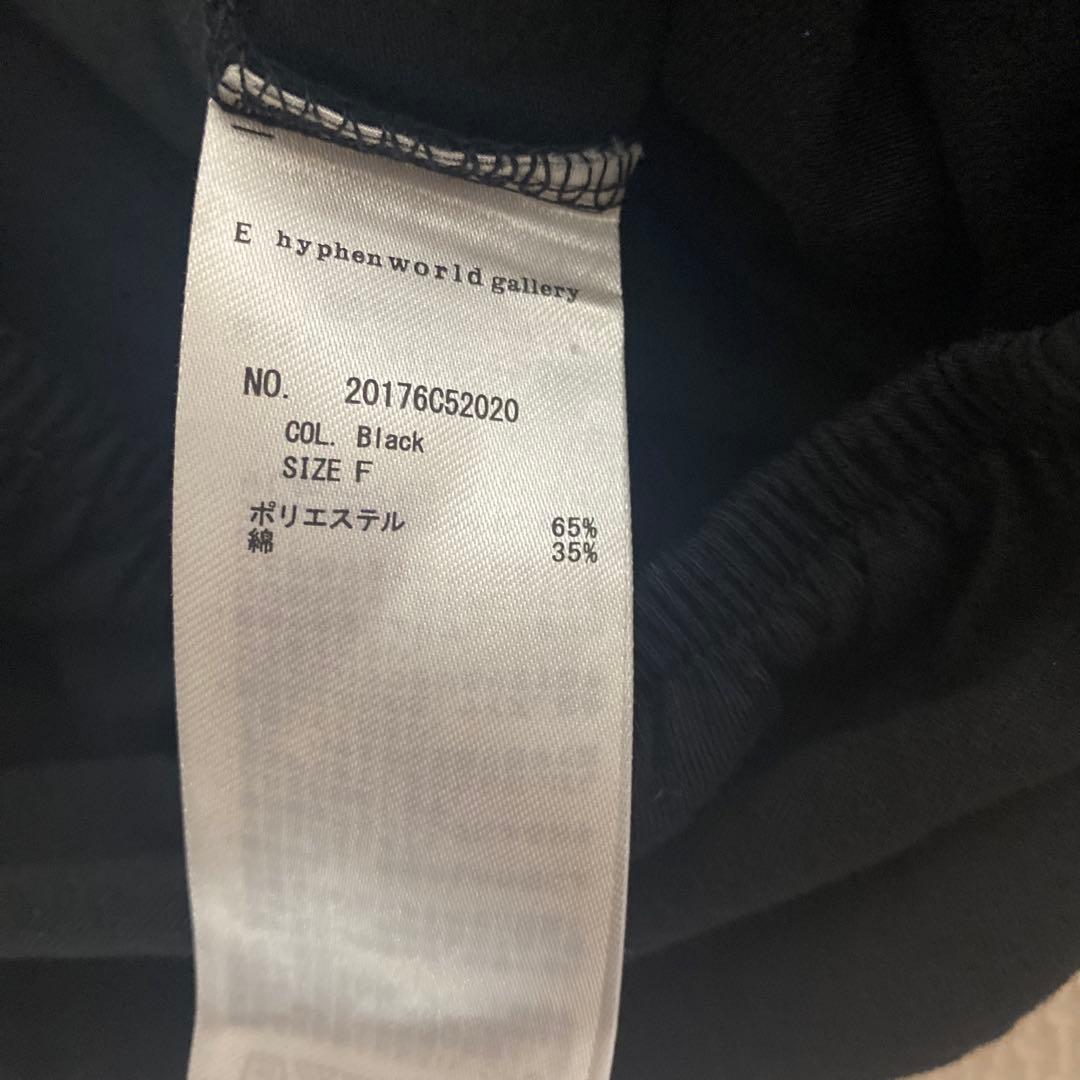 E hyphen world gallery
NO. 20176C52020
COL. Black
SIZE F
ポリエステル 65%
綿 35%